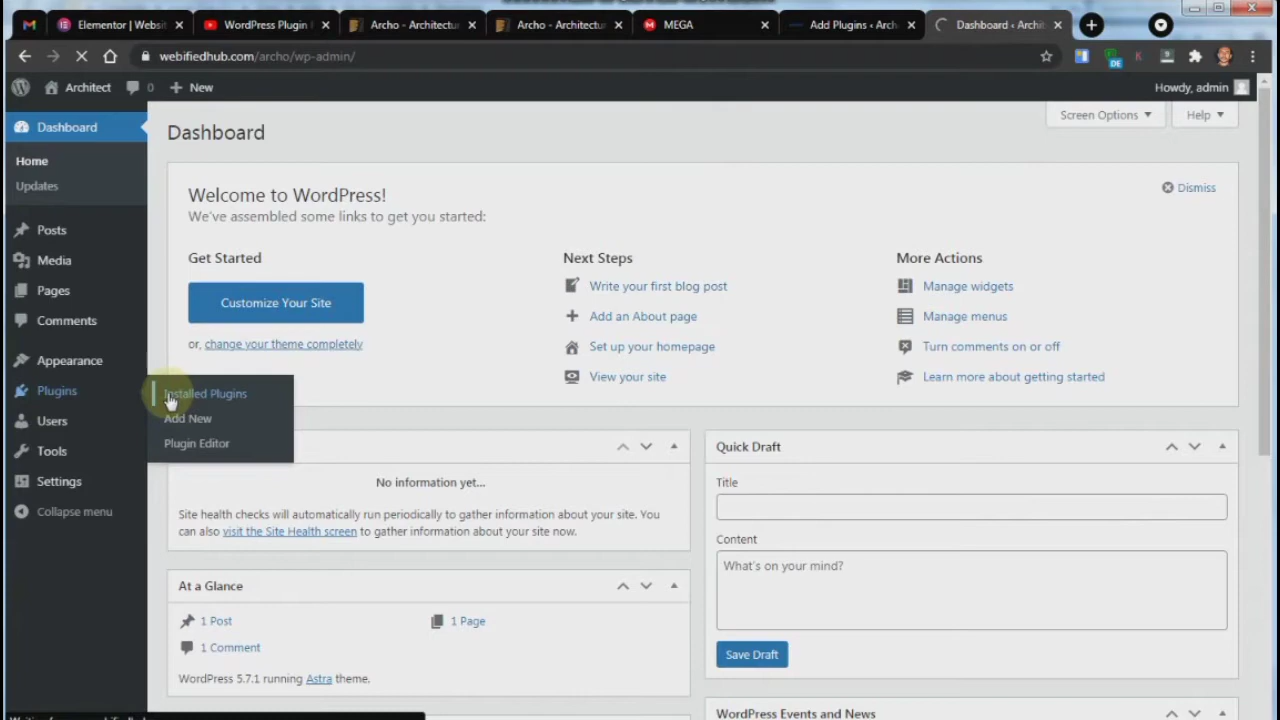 Elementor | Websit
WordPress Plugin
Archo - Architectur
Archo - Architectu
MEGA
Add Plugins ‹ Arch
Dashboard ‹ Archit
webifiedhub.com/archo/wp-admin/
DE
K
Architect
0
New
Howdy, admin
Dashboard
Home
Updates
Posts
Media
Pages
Comments
Appearance
Plugins
Users
Tools
Settings
Collapse menu
Installed Plugins
Add New
Plugin Editor
Dashboard
Screen Options
Help
Welcome to WordPress!
Dismiss
We've assembled some links to get you started:
Get Started
Customize Your Site
or, change your theme completely
Next Steps
Write your first blog post
Add an About page
Set up your homepage
View your site
More Actions
Manage widgets
Manage menus
Turn comments on or off
Learn more about getting started
No information yet...
Site health checks will automatically run periodically to gather information about your site. You
can also visit the Site Health screen to gather information about your site now.
At a Glance
1 Post
1 Page
1 Comment
WordPress 5.7.1 running Astra theme.
Quick Draft
Title
Content
What's on your mind?
Save Draft
WordPress Events and News